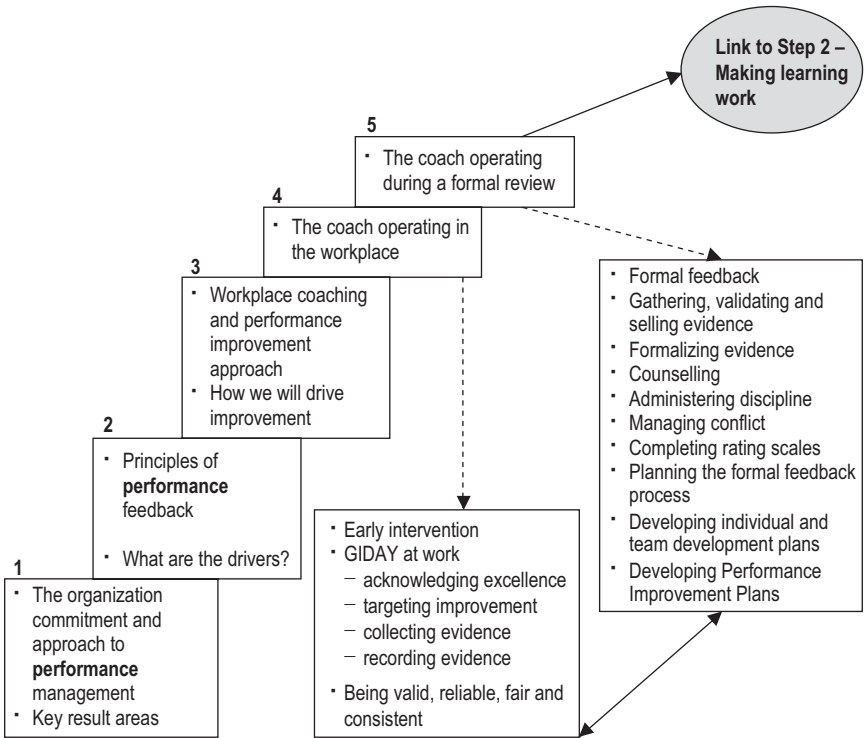 Link to Step 2 –
Making learning
work
5
▪ The coach operating
during a formal review
4
▪ The coach operating in
the workplace
3
▪ Workplace coaching
and performance
improvement
approach
▪ How we will drive
improvement
2
▪ Principles of
performance
feedback
▪ What are the drivers?
1
▪ The organization
commitment and
approach to
performance
management
▪ Key result areas
▪ Early intervention
▪ GIDAY at work
– acknowledging excellence
– targeting improvement
– collecting evidence
– recording evidence
▪ Being valid, reliable, fair and
consistent
▪ Formal feedback
▪ Gathering, validating and
selling evidence
▪ Formalizing evidence
▪ Counselling
▪ Administering discipline
▪ Managing conflict
▪ Completing rating scales
▪ Planning the formal feedback
process
▪ Developing individual and
team development plans
▪ Developing Performance
Improvement Plans